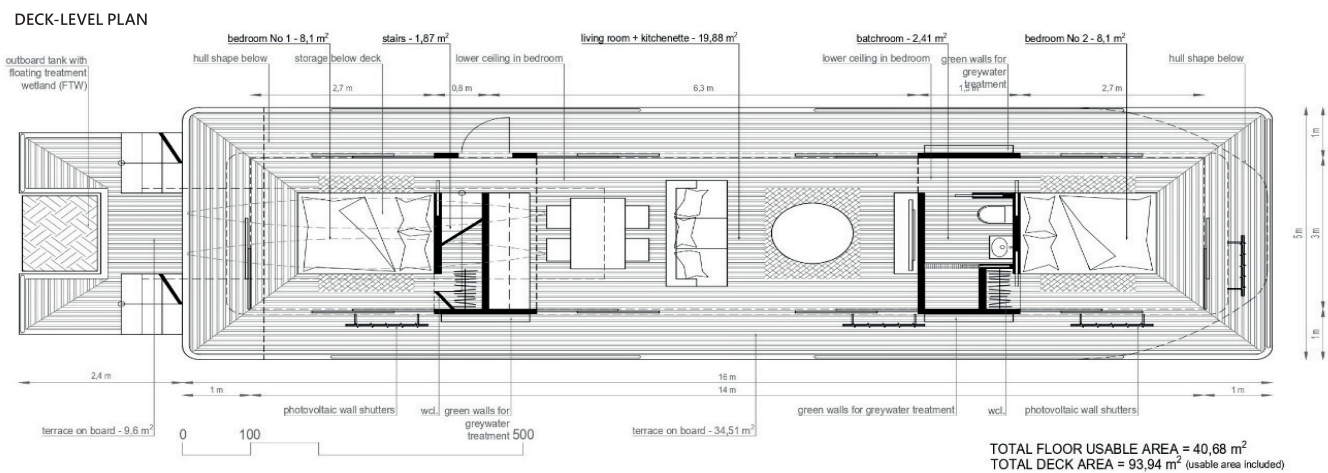 DECK-LEVEL PLAN
bedroom No 1 - 8,1 m²
stairs - 1,87 m²
living room + kitchenette - 19,88 m²
batchroom - 2,41 m²
bedroom No 2 - 8,1 m²
outboard tank with
floating treatment
wetland (FTW)
hull shape below
storage below deck
lower ceiling in bedroom
lower ceiling in bedroom
green walls for
greywater
treatment
hull shape below
2,7 m
0,8 m
6,3 m
2,7 m
1m
5 m
3 m
1m
2,4 m
16 m
1 m
14 m
1 m
photovoltaic wall shutters
wcl.
green walls for
greywater
treatment
green walls for greywater treatment
wcl.
photovoltaic wall shutters
terrace on board - 9,6 m²
terrace on board - 34,51 m²
0
100
500
TOTAL FLOOR USABLE AREA = 40,68 m²
TOTAL DECK AREA = 93,94 m² (usable area included)